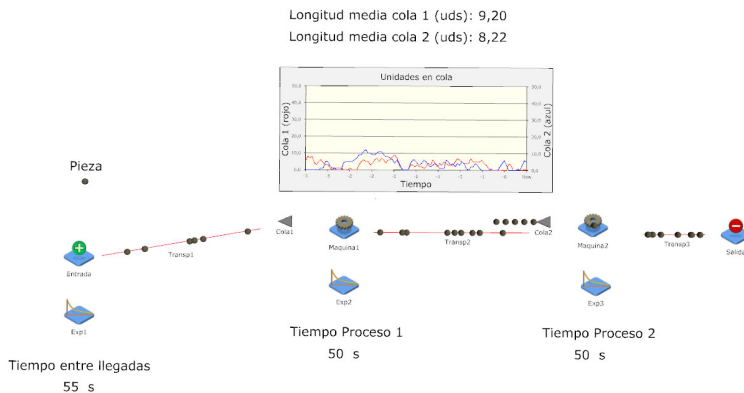 Longitud media cola 1 (uds): 9,20
Longitud media cola 2 (uds): 8,22
Unidades en cola
Cola 1 (rojo)
Cola 2 (azul)
Tiempo
Pieza
Entrada
Transp1
Cola1
Maquina1
Transp2
Cola2
Maquina2
Transp3
Salida
Exp1
Exp2
Exp3
Tiempo Proceso 1
50 s
Tiempo Proceso 2
50 s
Tiempo entre llegadas
55 s